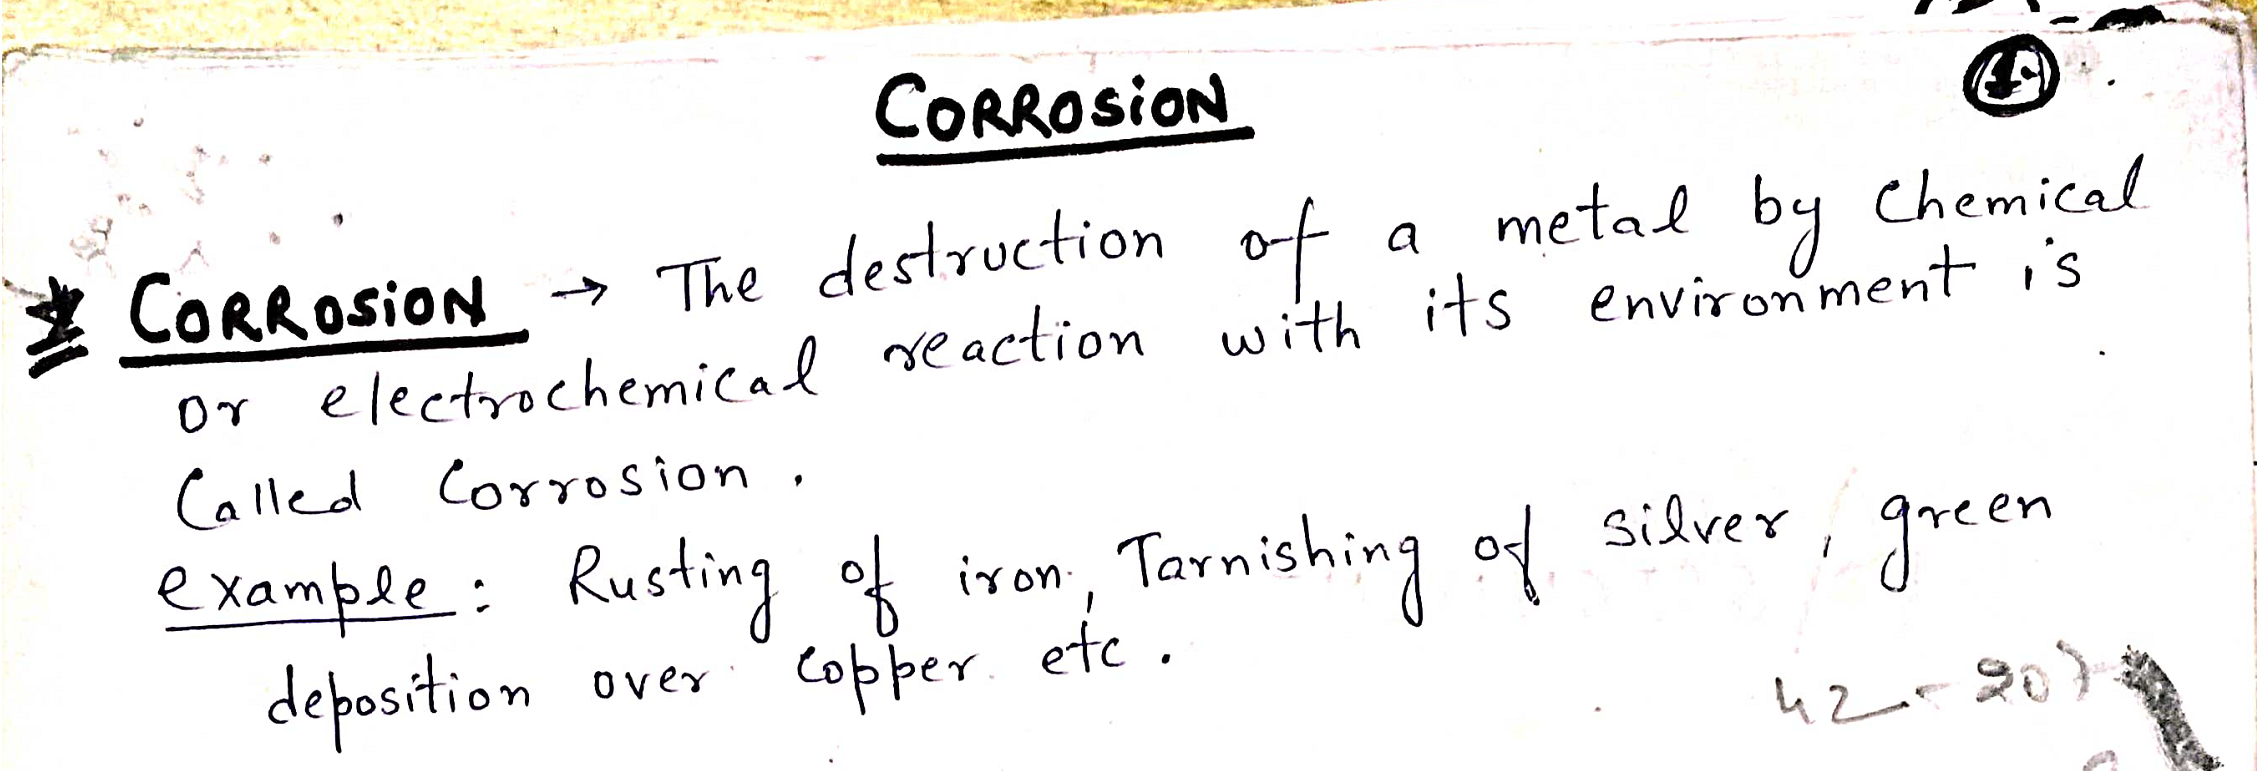 CORROSION
CORROSION → The destruction of a metal by Chemical
or electrochemical reaction with its environment is
Called Corrosion.
example: Rusting of iron, Tarnishing of silver, green
deposition over Copper etc.